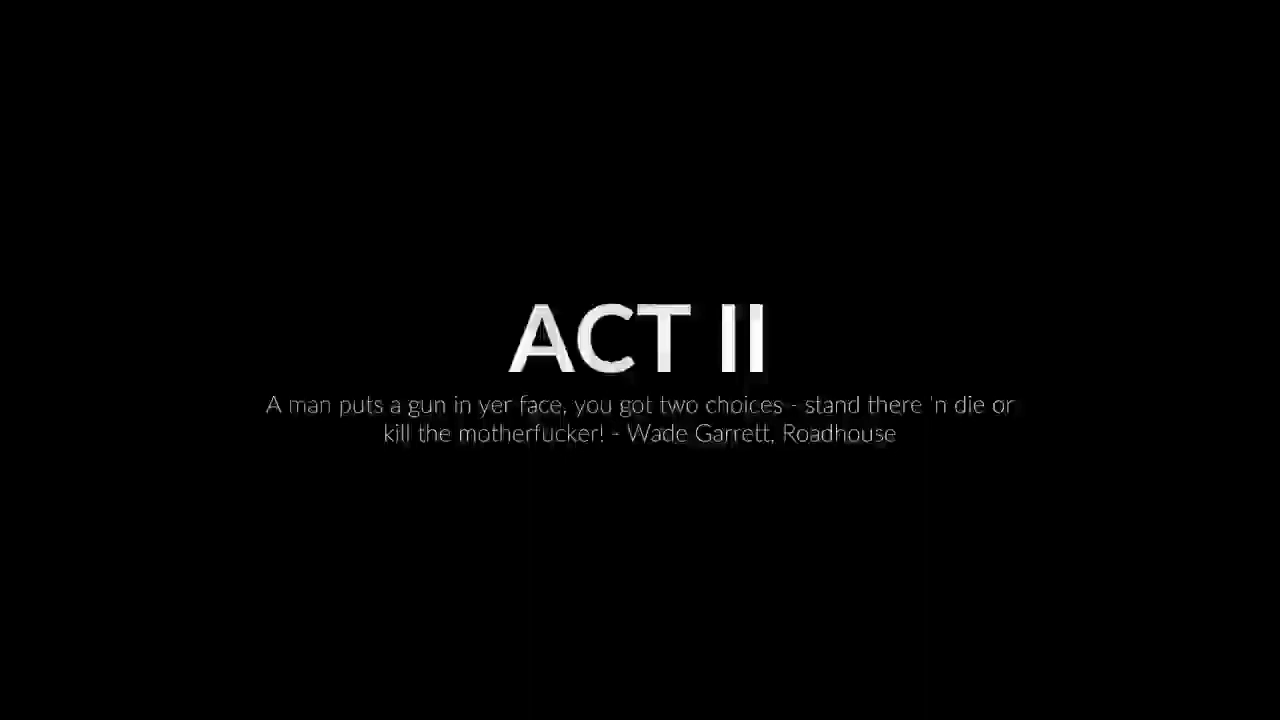 ACT II
A man puts a gun in yer face, you got two choices - stand there 'n die or
kill the motherfucker! - Wade Garrett, Roadhouse